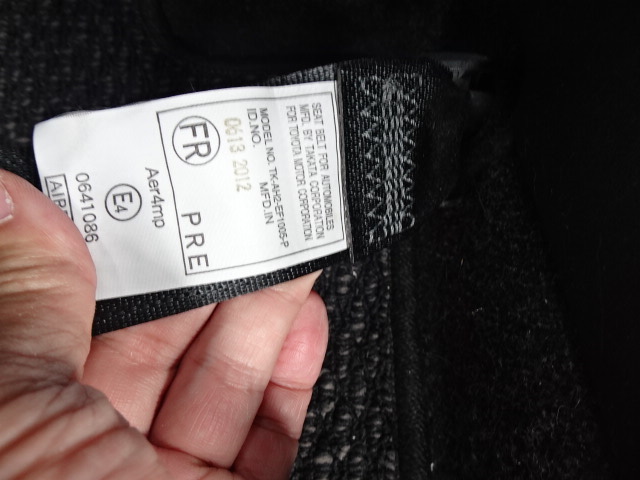 SEAT BELT FOR AUTOMOBILES
MFD. BY TAKATA CORPORATION
FOR TOYOTA MOTOR CORPORATION
MODEL NO. TK-AH2-EF1005-P
ID.NO. MFD.IN
0613 2012
FR PRE
Aer4mp
E4
0641086